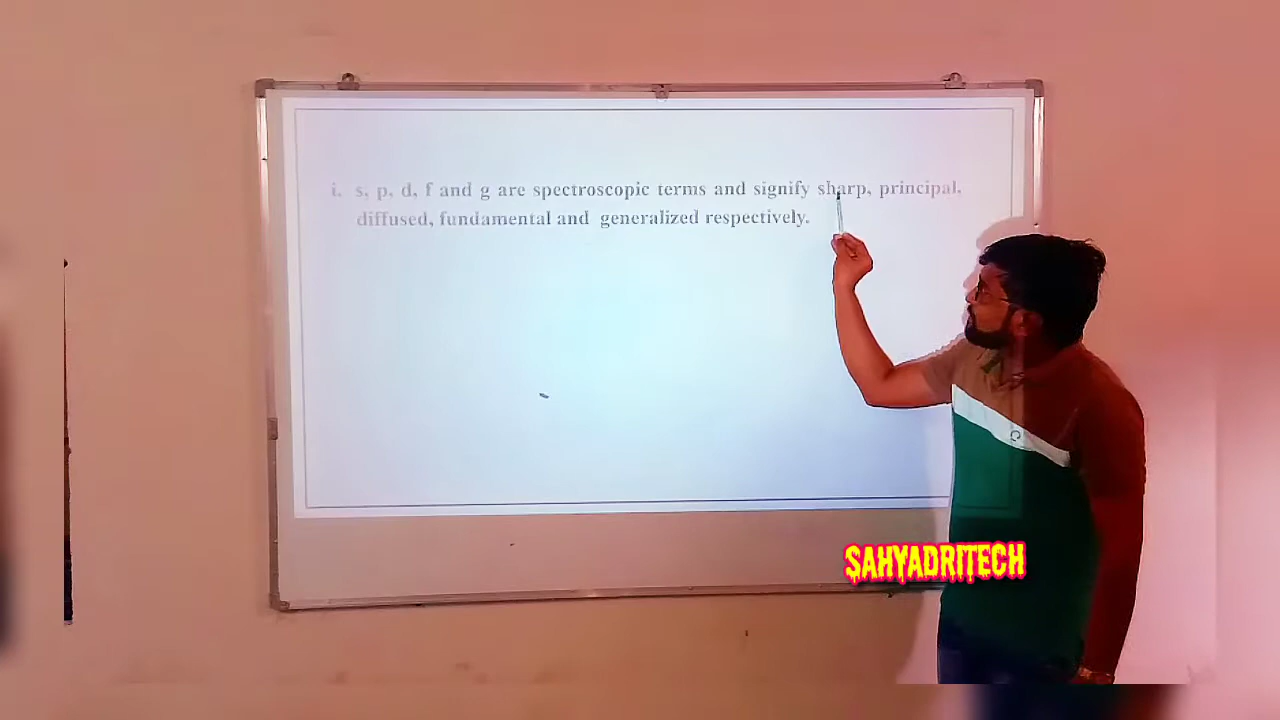 i. s, p, d, f and g are spectroscopic terms and signify sharp, principal,
diffused, fundamental and generalized respectively.
SAHYADRITECH